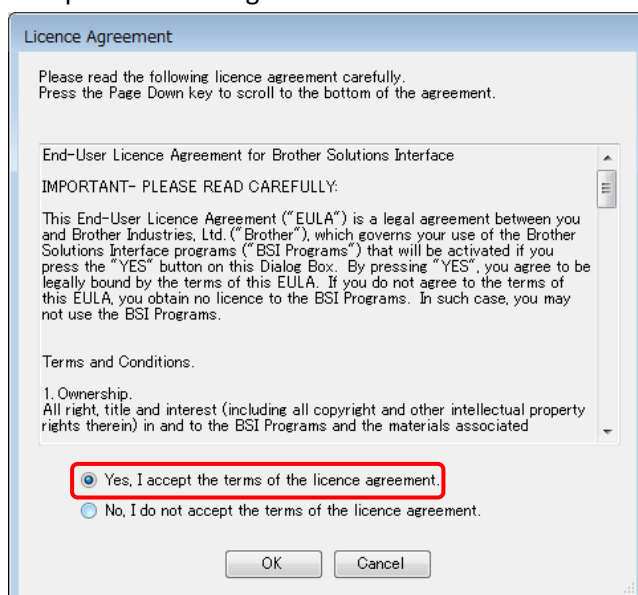 Licence Agreement
Please read the following licence agreement carefully.
Press the Page Down key to scroll to the bottom of the agreement.
End-User Licence Agreement for Brother Solutions Interface
IMPORTANT- PLEASE READ CAREFULLY:
This End-User Licence Agreement ("EULA") is a legal agreement between you
and Brother Industries, Ltd. ("Brother"), which governs your use of the Brother
Solutions Interface programs ("BSI Programs") that will be activated if you
press the "YES" button on this Dialog Box. By pressing "YES", you agree to be
legally bound by the terms of this EULA. If you do not agree to the terms of
this EULA, you obtain no licence to the BSI Programs. In such case, you may
not use the BSI Programs.
Terms and Conditions.
1. Ownership.
All right, title and interest (including all copyright and other intellectual property
rights therein) in and to the BSI Programs and the materials associated
Yes, I accept the terms of the licence agreement.
No, I do not accept the terms of the licence agreement.
OK Cancel